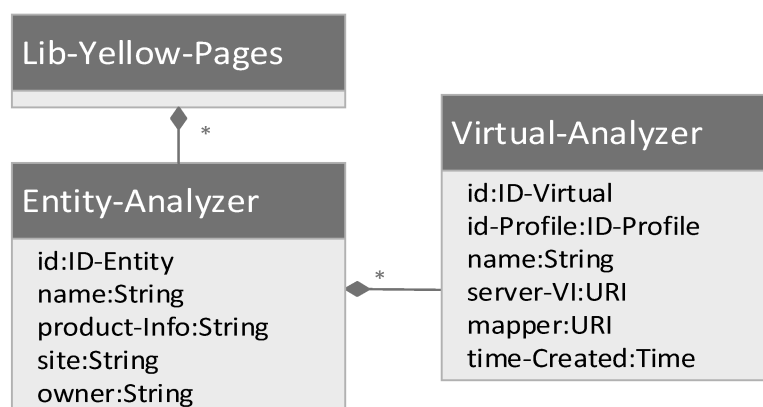 Lib-Yellow-Pages
*
Entity-Analyzer
id:ID-Entity
name:String
product-Info:String
site:String
owner:String
*
Virtual-Analyzer
id:ID-Virtual
id-Profile:ID-Profile
name:String
server-VI:URI
mapper:URI
time-Created:Time